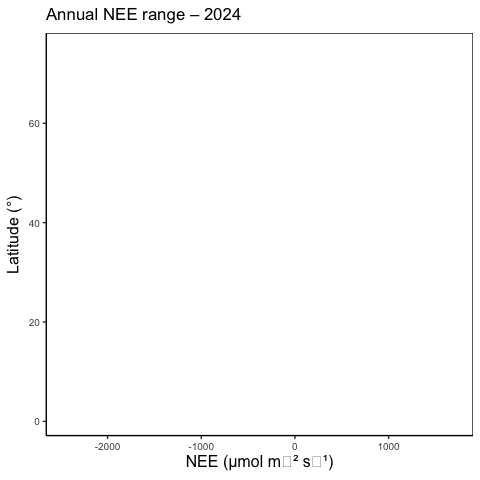 Annual NEE range – 2024
60
40
20
0
Latitude (°)
-2000 -1000 0 1000
NEE (μmol m□² s□¹)